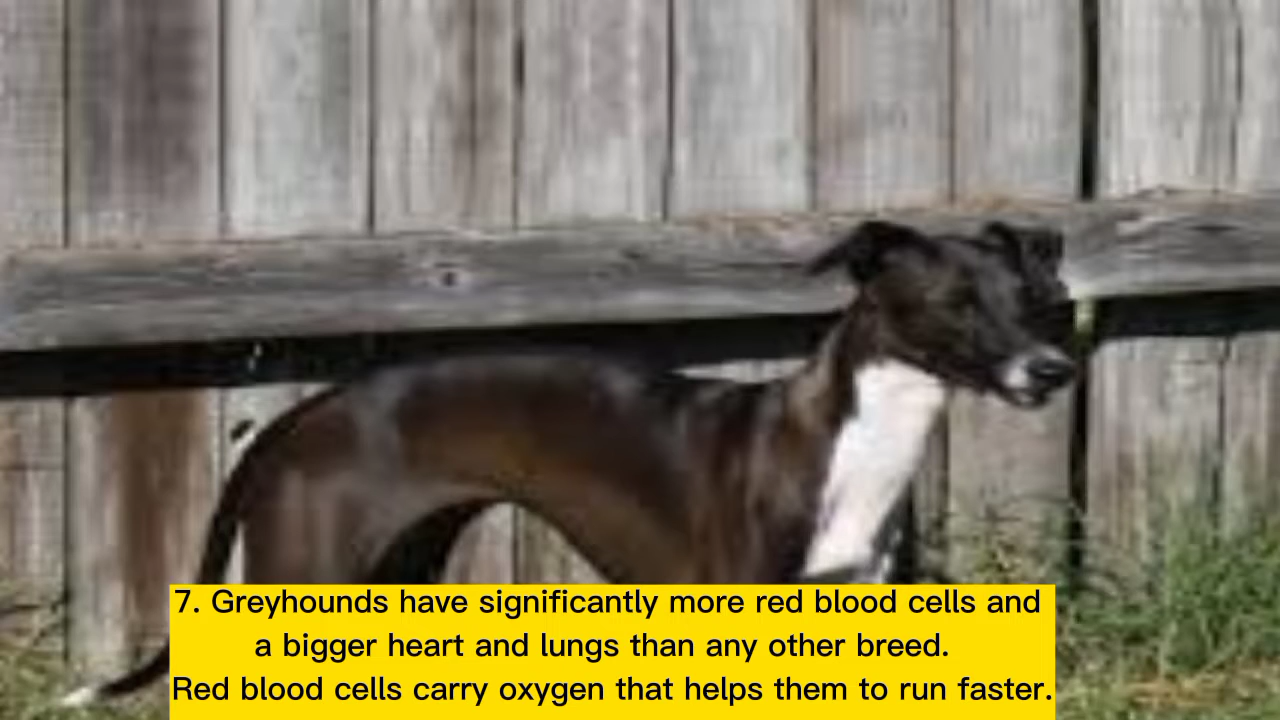 7. Greyhounds have significantly more red blood cells and
a bigger heart and lungs than any other breed.
Red blood cells carry oxygen that helps them to run faster.